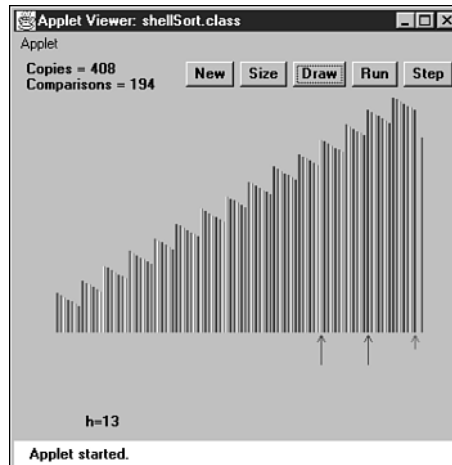 Applet Viewer: shellSort.class
Applet
Copies = 408
Comparisons = 194
New Size Draw Run Step
h=13
Applet started.